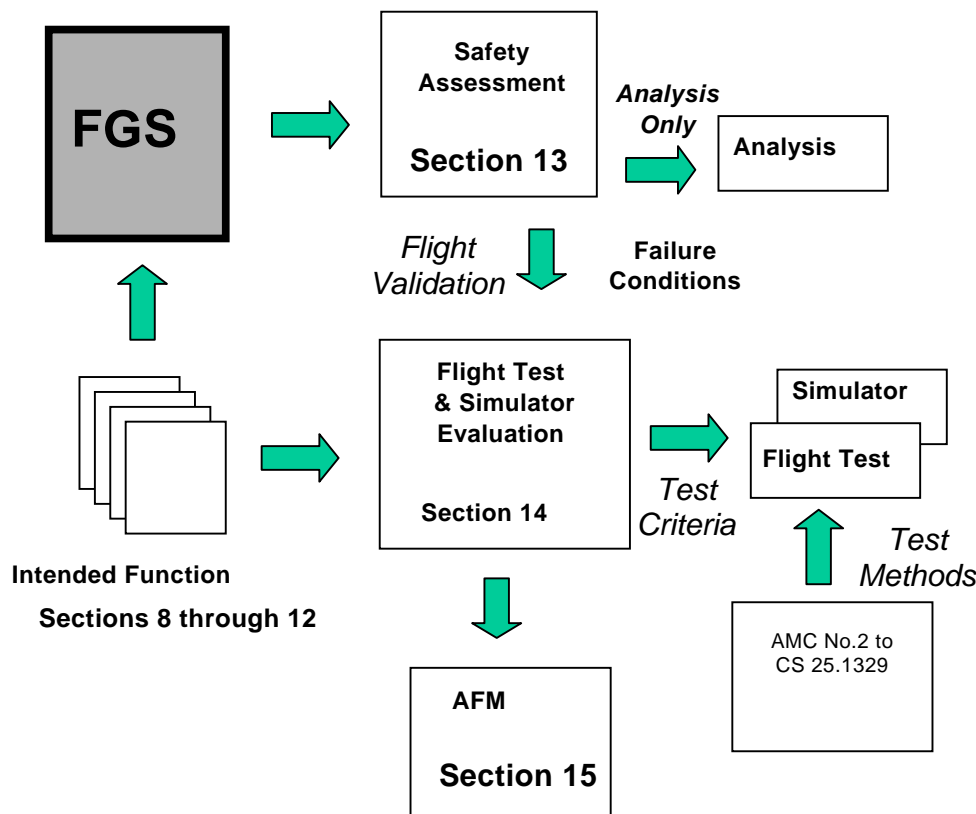 FGS
Safety
Assessment
Section 13
Analysis
Only
Analysis
Flight
Validation
Failure
Conditions
Flight Test
& Simulator
Evaluation
Section 14
Test
Criteria
Simulator
Flight Test
Test
Methods
Intended Function
Sections 8 through 12
AMC No.2 to
CS 25.1329
AFM
Section 15